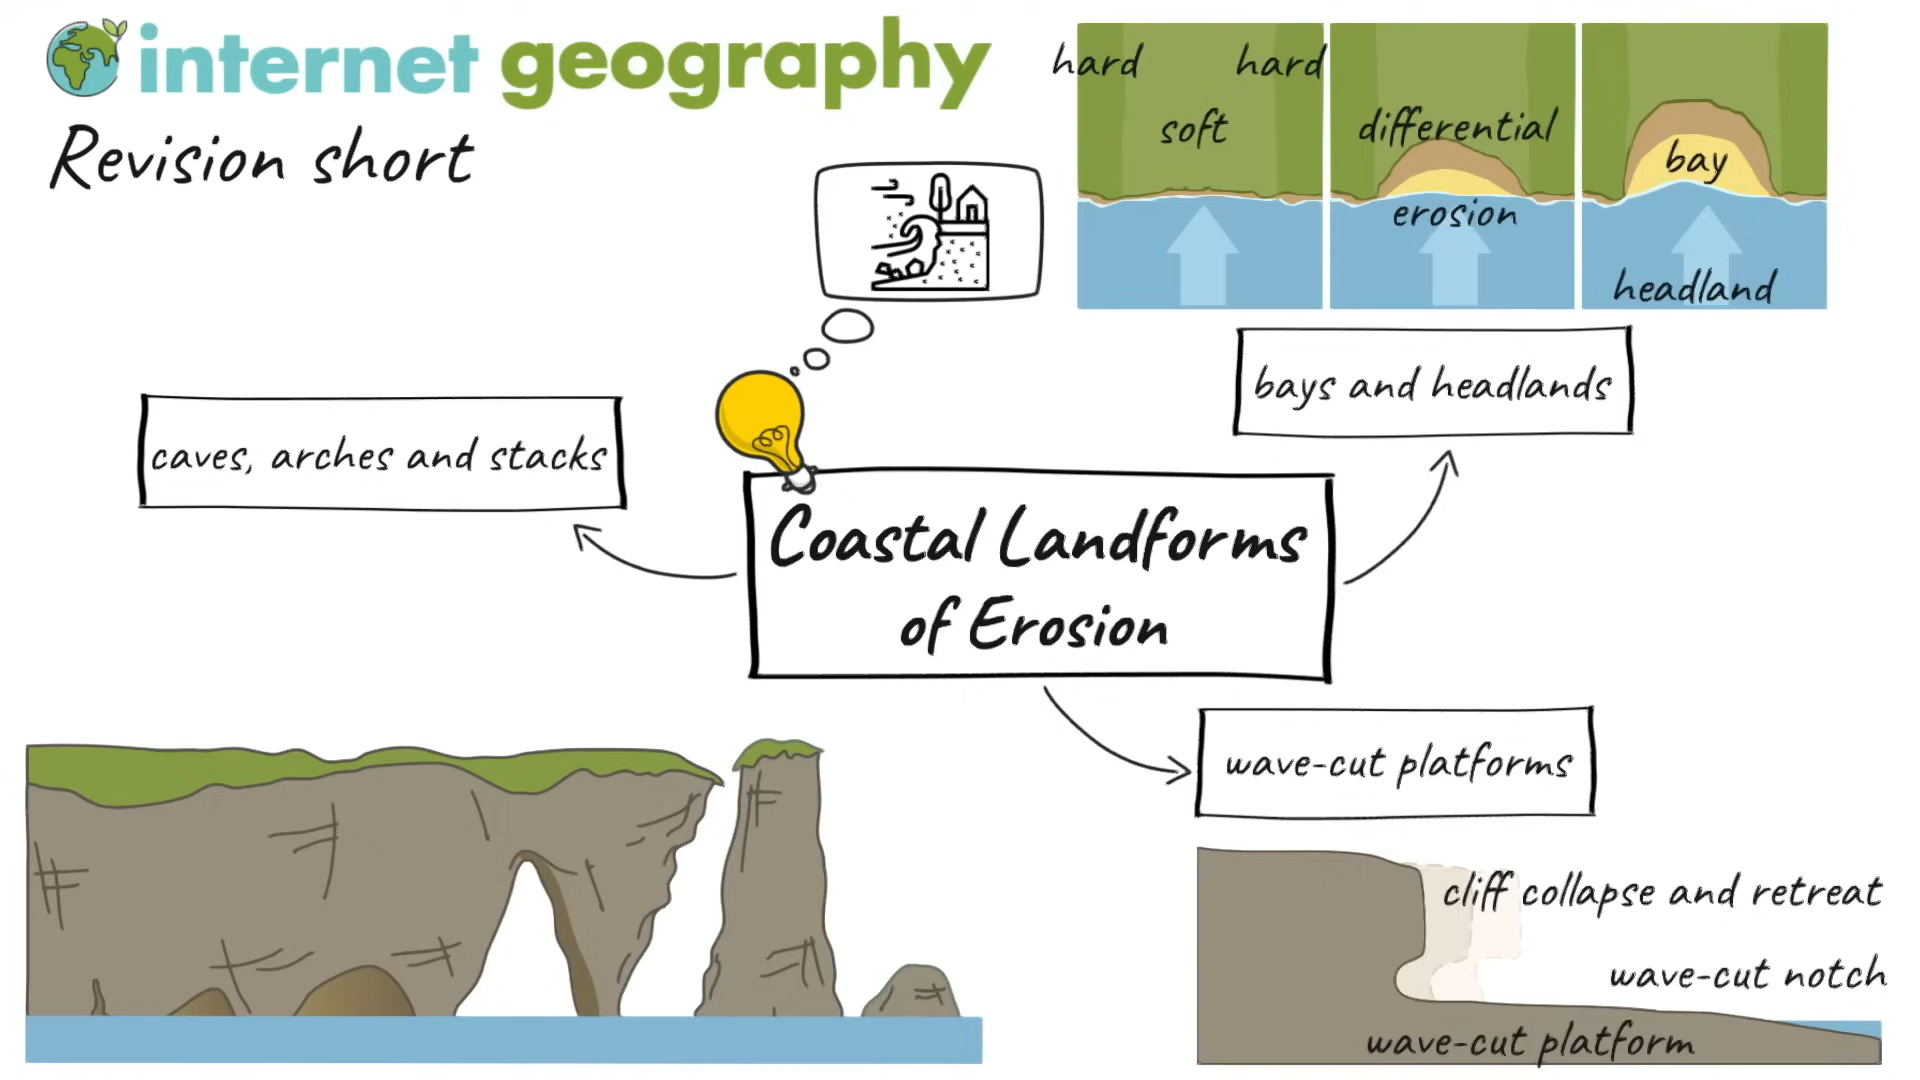 internet geography
Revision short
hard
hard
soft
differential
erosion
bay
headland
bays and headlands
caves, arches and stacks
Coastal Landforms
of Erosion
wave-cut platforms
cliff collapse and retreat
wave-cut notch
wave-cut platform